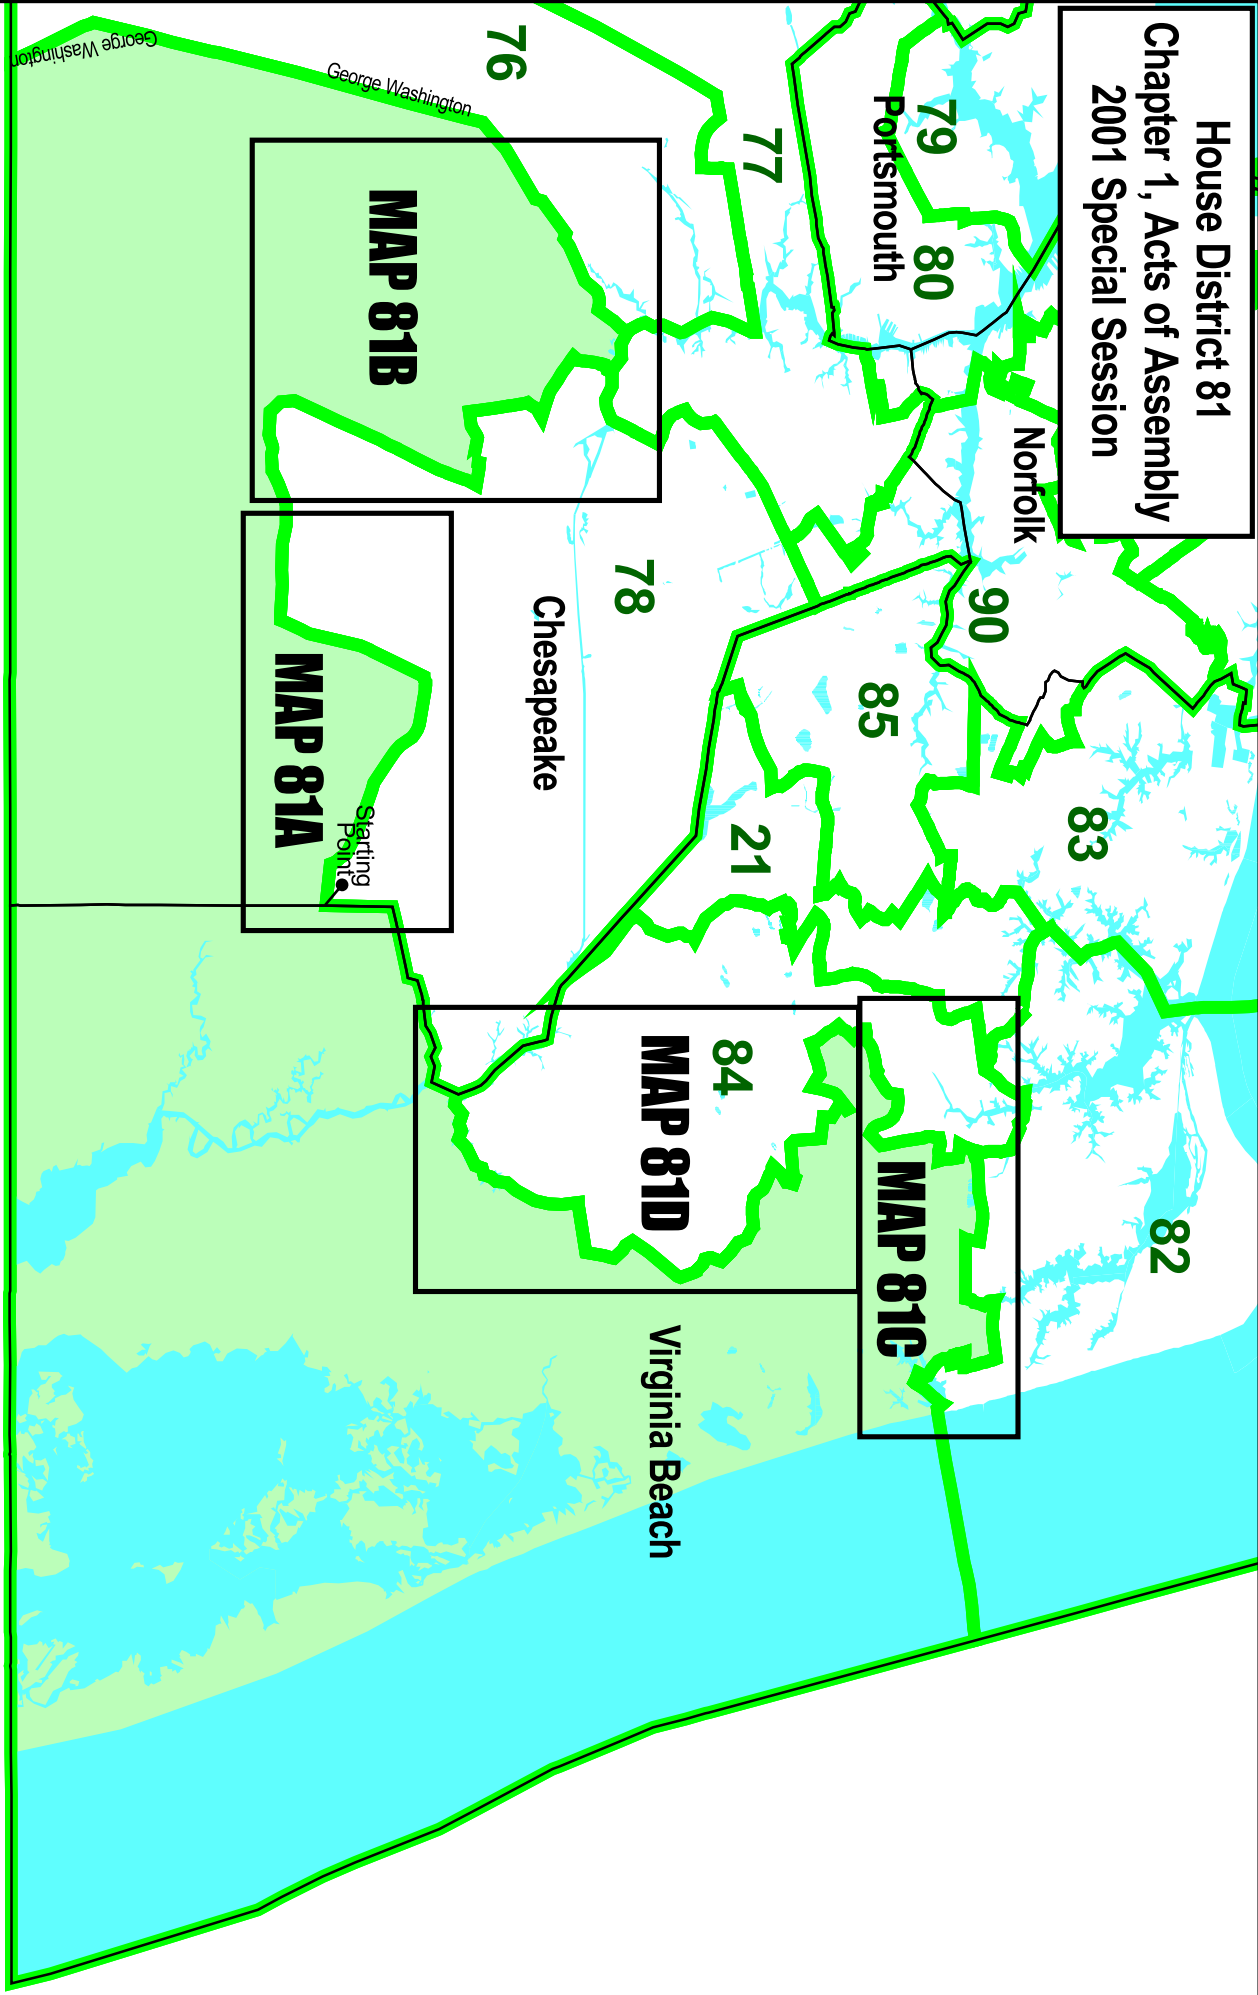 House District 81
Chapter 1, Acts of Assembly
2001 Special Session
79
Portsmouth
80
77
76
George Washington
George Washington
MAP 81B
Norfolk
90
85
83
78
Chesapeake
21
MAP 81A
Starting
Point
84
MAP 81D
MAP 81C
82
Virginia Beach